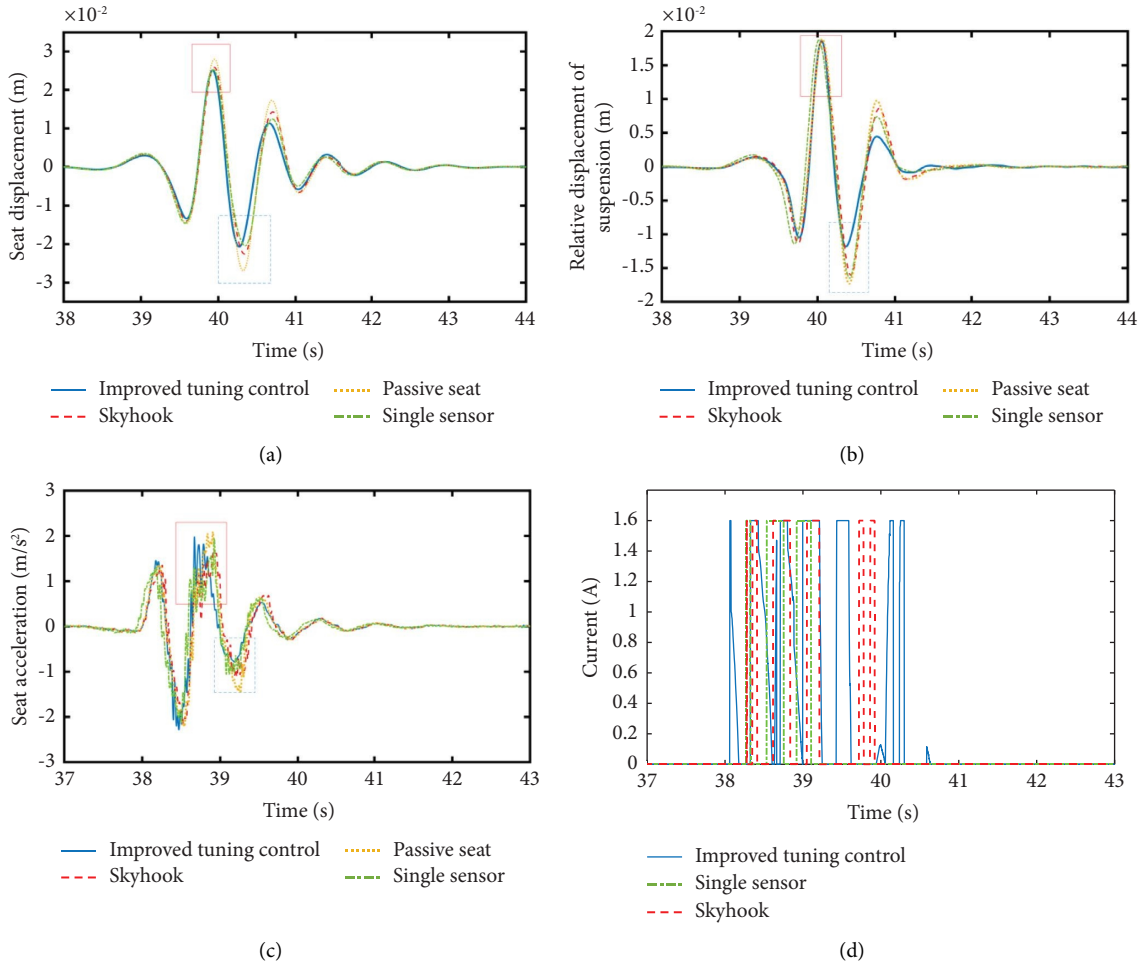 ×10⁻²
3
2
1
0
-1
-2
-3
Seat displacement (m)
38 39 40 41 42 43 44
Time (s)
Improved tuning control
Skyhook
Passive seat
Single sensor
(a)
×10⁻²
2
1.5
1
0.5
0
-0.5
-1
-1.5
-2
Relative displacement of
suspension (m)
38 39 40 41 42 43 44
Time (s)
Improved tuning control
Skyhook
Passive seat
Single sensor
(b)
3
2
1
0
-1
-2
-3
Seat acceleration (m/s²)
37 38 39 40 41 42 43
Time (s)
Improved tuning control
Skyhook
Passive seat
Single sensor
(c)
1.6
1.4
1.2
1
0.8
0.6
0.4
0.2
0
Current (A)
37 38 39 40 41 42 43
Time (s)
Improved tuning control
Single sensor
Skyhook
(d)